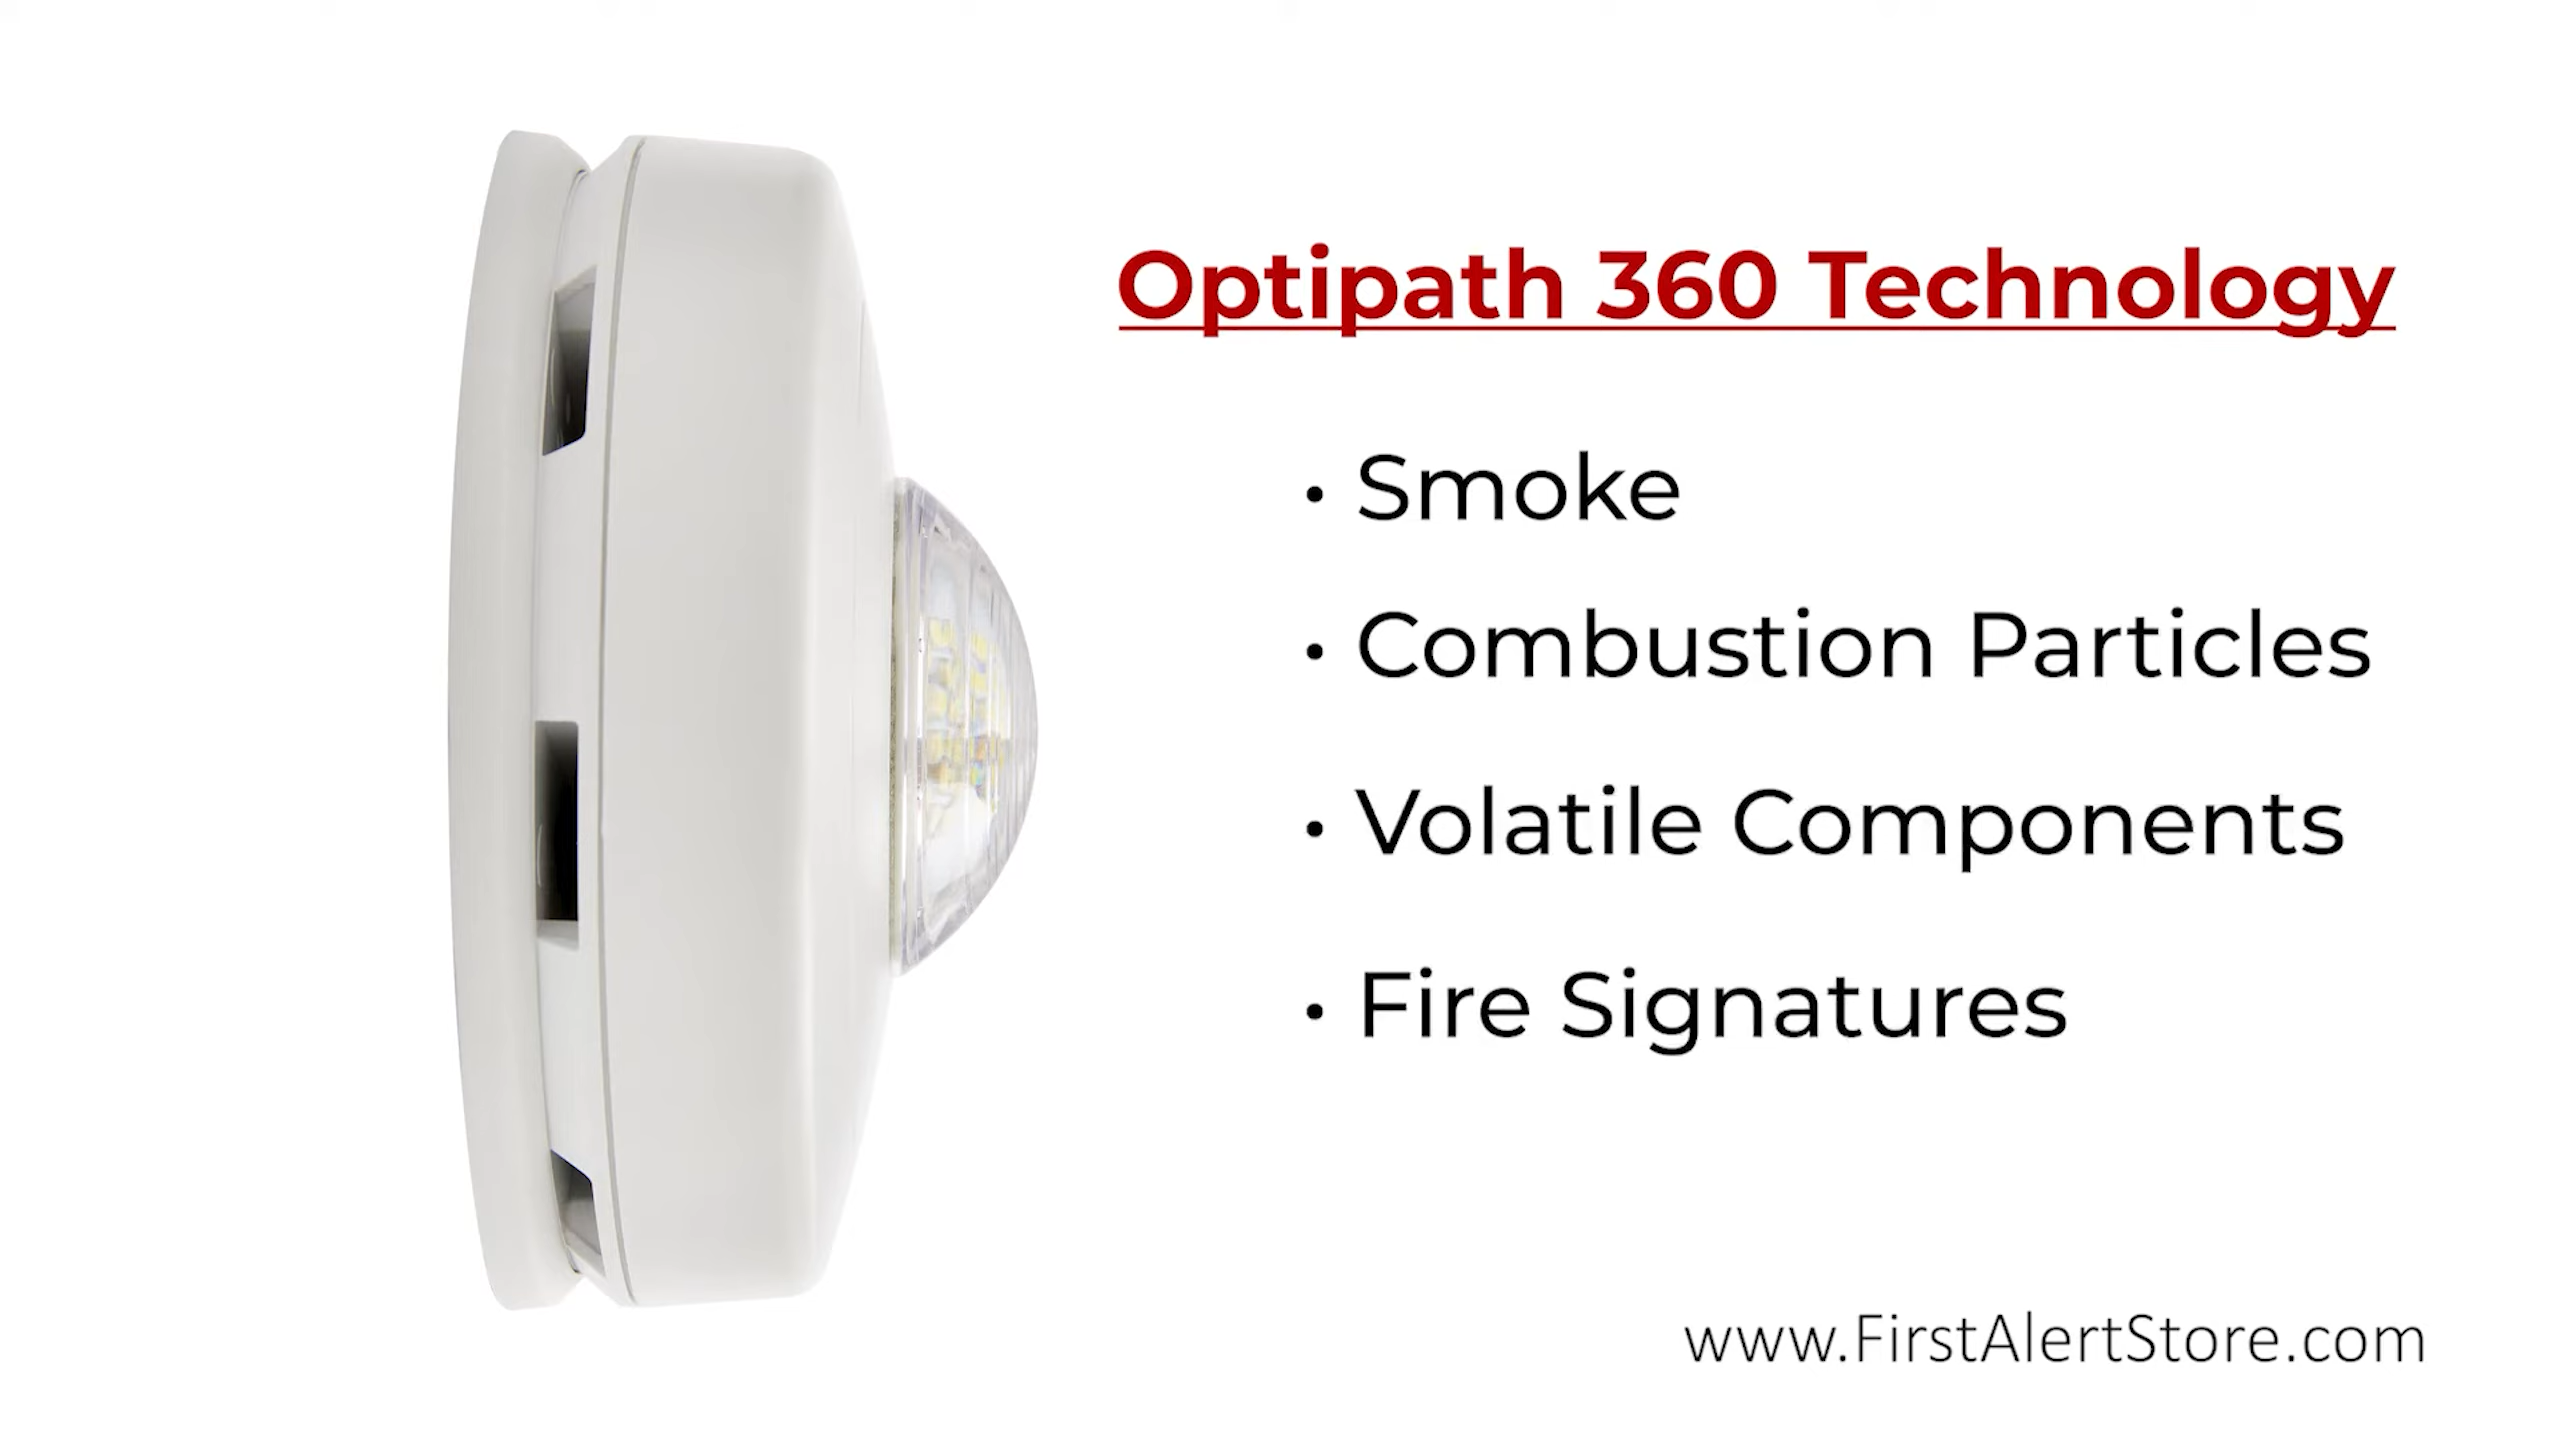 Optipath 360 Technology
• Smoke
• Combustion Particles
• Volatile Components
• Fire Signatures
www.FirstAlertStore.com